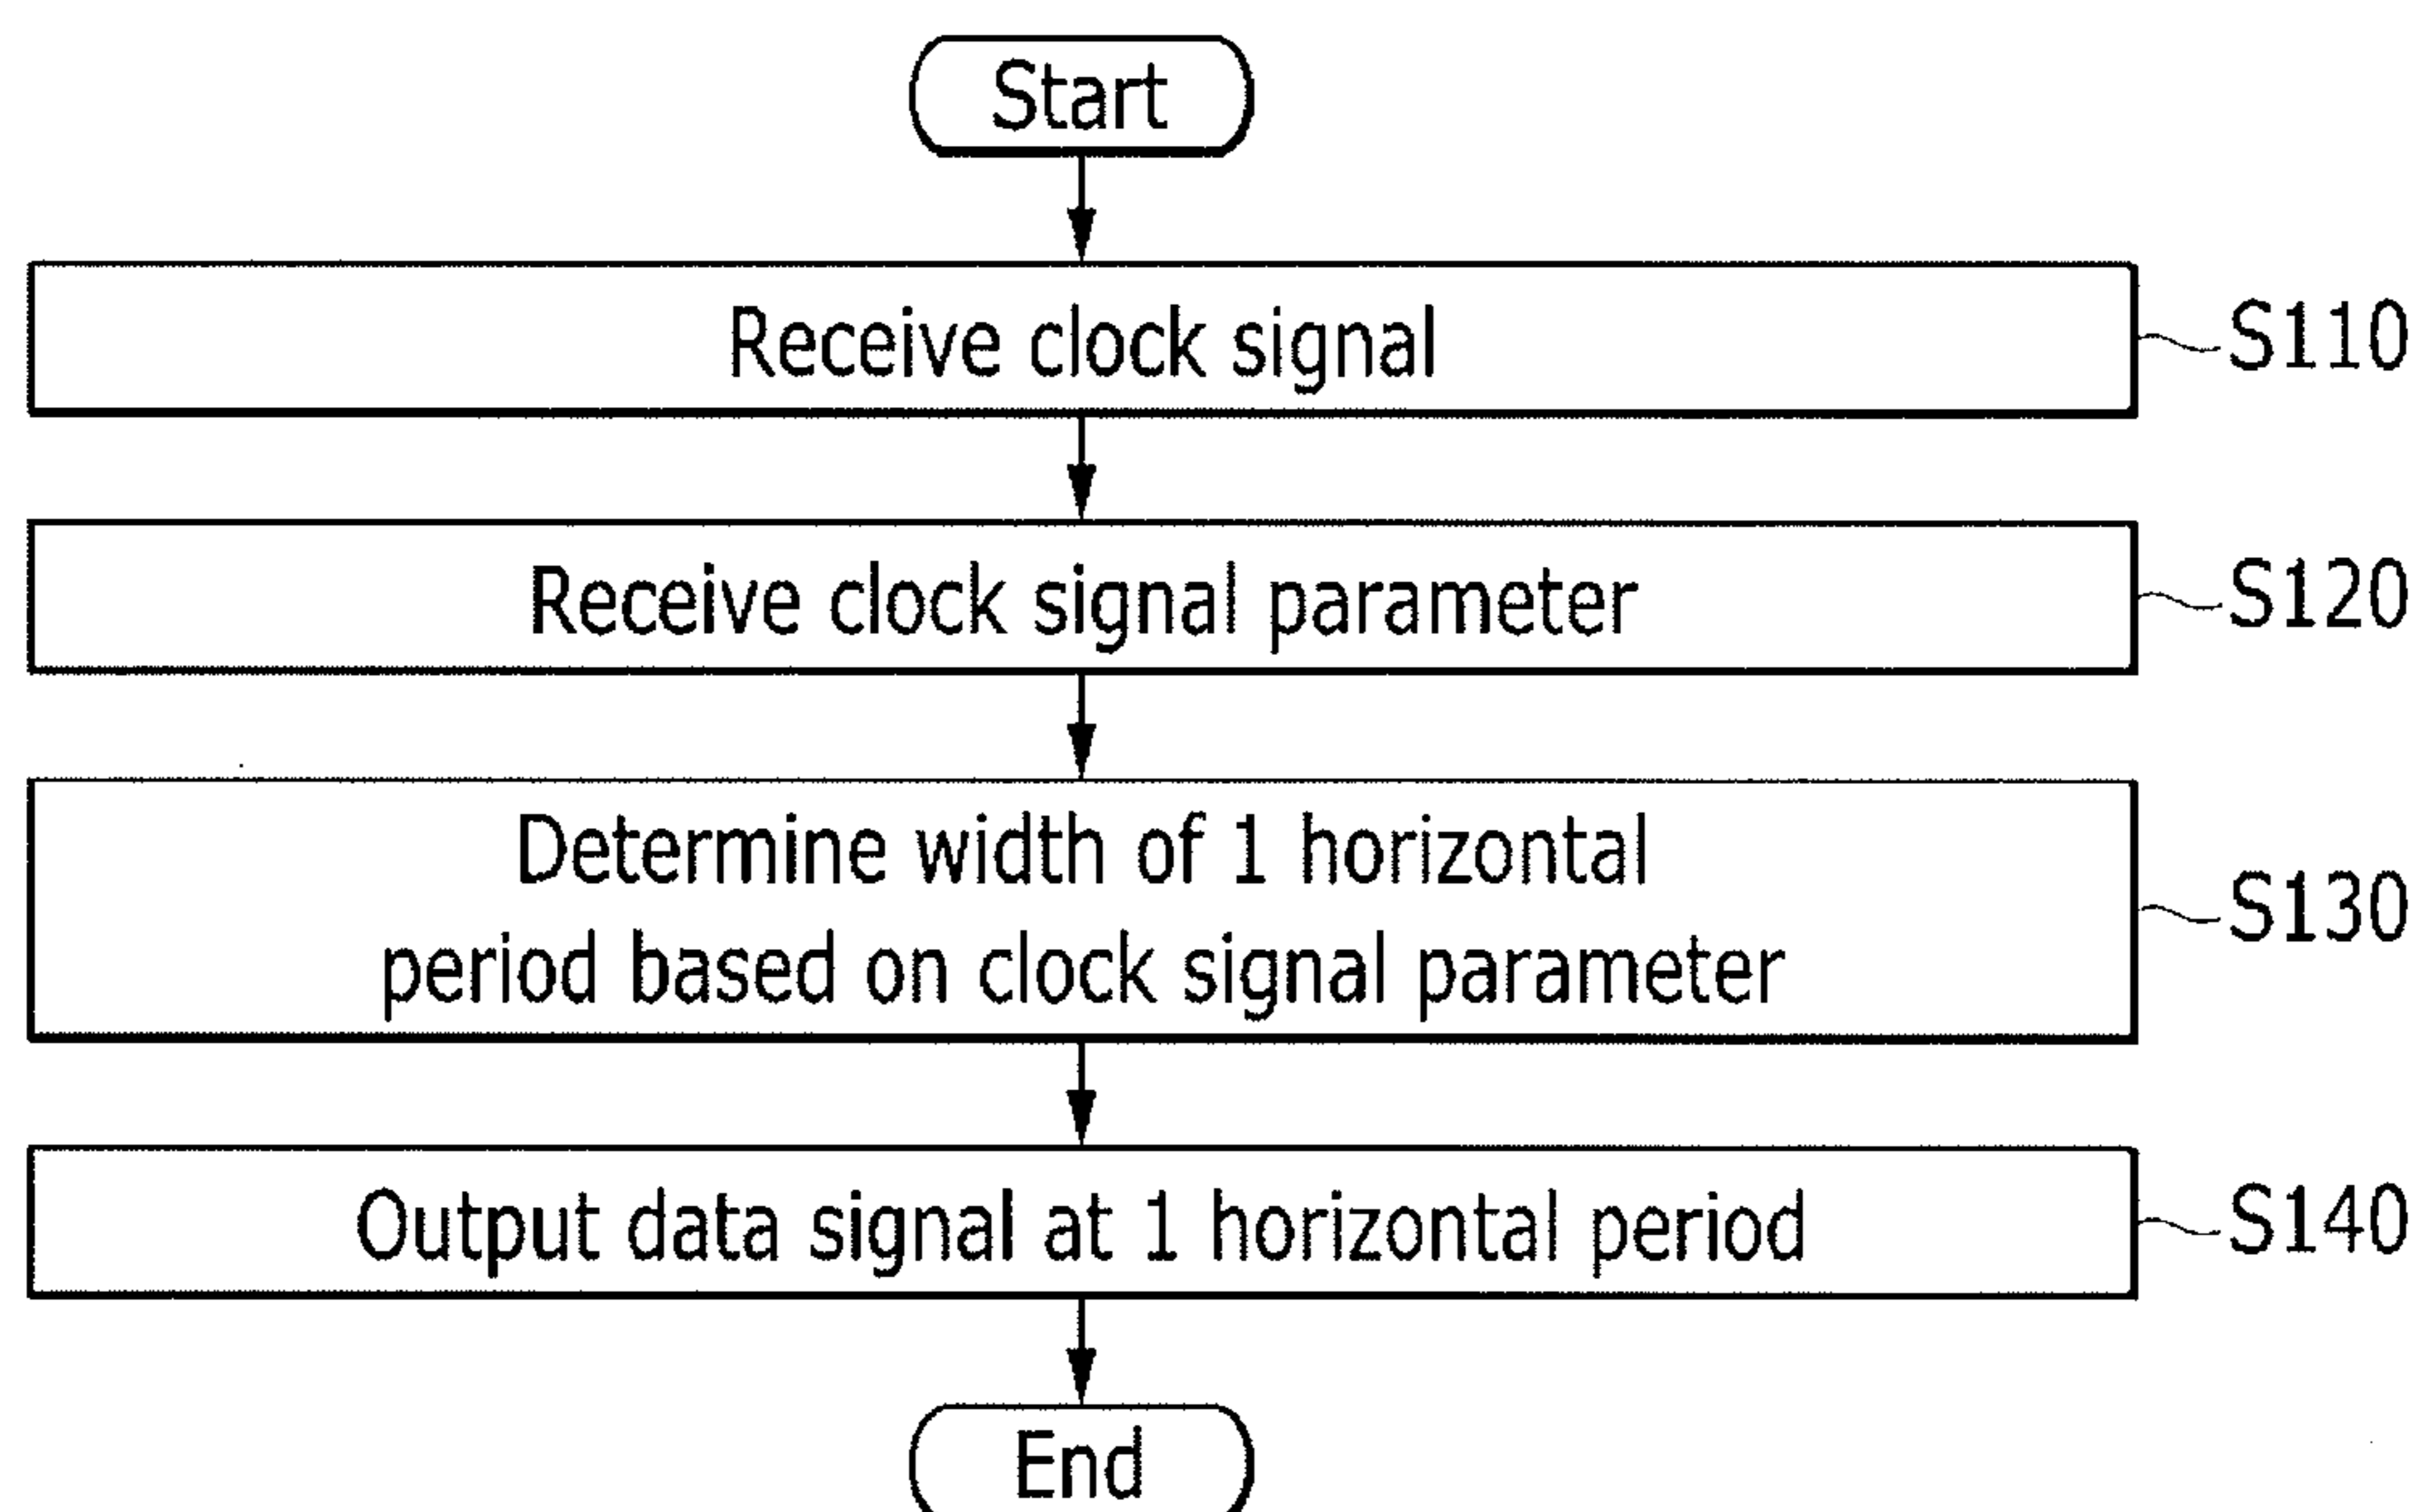 Start
Receive clock signal
S110
Receive clock signal parameter
S120
Determine width of 1 horizontal
period based on clock signal parameter
S130
Output data signal at 1 horizontal period
S140
End